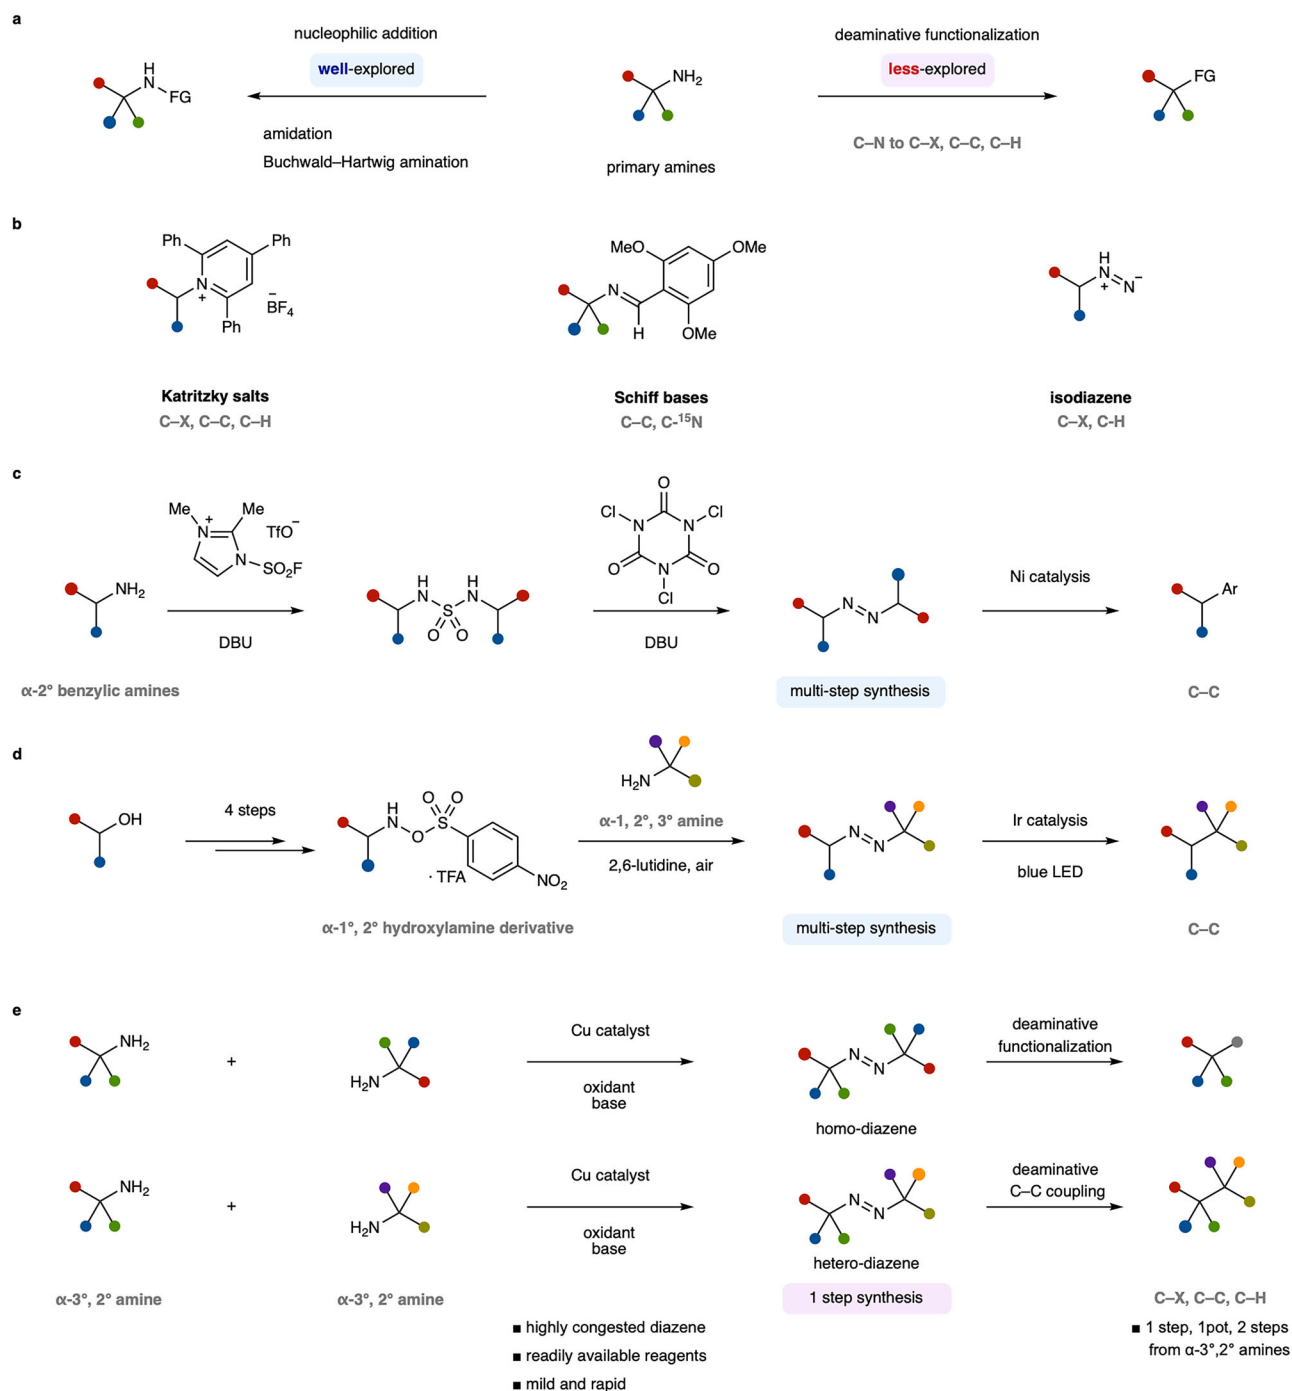 a
nucleophilic addition
well-explored
amidation
Buchwald–Hartwig amination
H
N
FG
NH2
primary amines
deaminative functionalization
less-explored
C–N to C–X, C–C, C–H
FG
b
Ph
Ph
N
+
Ph
−
BF4
Katritzky salts
C–X, C–C, C–H
MeO
OMe
N
H
OMe
Schiff bases
C–C, C-15N
H
N
+
N−
isodiazene
C–X, C-H
c
NH2
α-2° benzylic amines
Me
Me
N
+
TfO−
N
SO2F
DBU
H
N
H
N
S
O
O
O
Cl
N
N
Cl
O
N
O
Cl
DBU
N
N
multi-step synthesis
Ni catalysis
Ar
C–C
d
OH
4 steps
H
N
O
S
O
O
· TFA
NO2
α-1°, 2° hydroxylamine derivative
H2N
α-1, 2°, 3° amine
2,6-lutidine, air
N
N
multi-step synthesis
Ir catalysis
blue LED
C–C
e
NH2
+
H2N
Cu catalyst
oxidant
base
N
N
homo-diazene
deaminative
functionalization
NH2
+
H2N
Cu catalyst
oxidant
base
N
N
hetero-diazene
deaminative
C–C coupling
α-3°, 2° amine
α-3°, 2° amine
1 step synthesis
C–X, C–C, C–H
■ highly congested diazene
■ readily available reagents
■ mild and rapid
■ 1 step, 1pot, 2 steps
from α-3°,2° amines